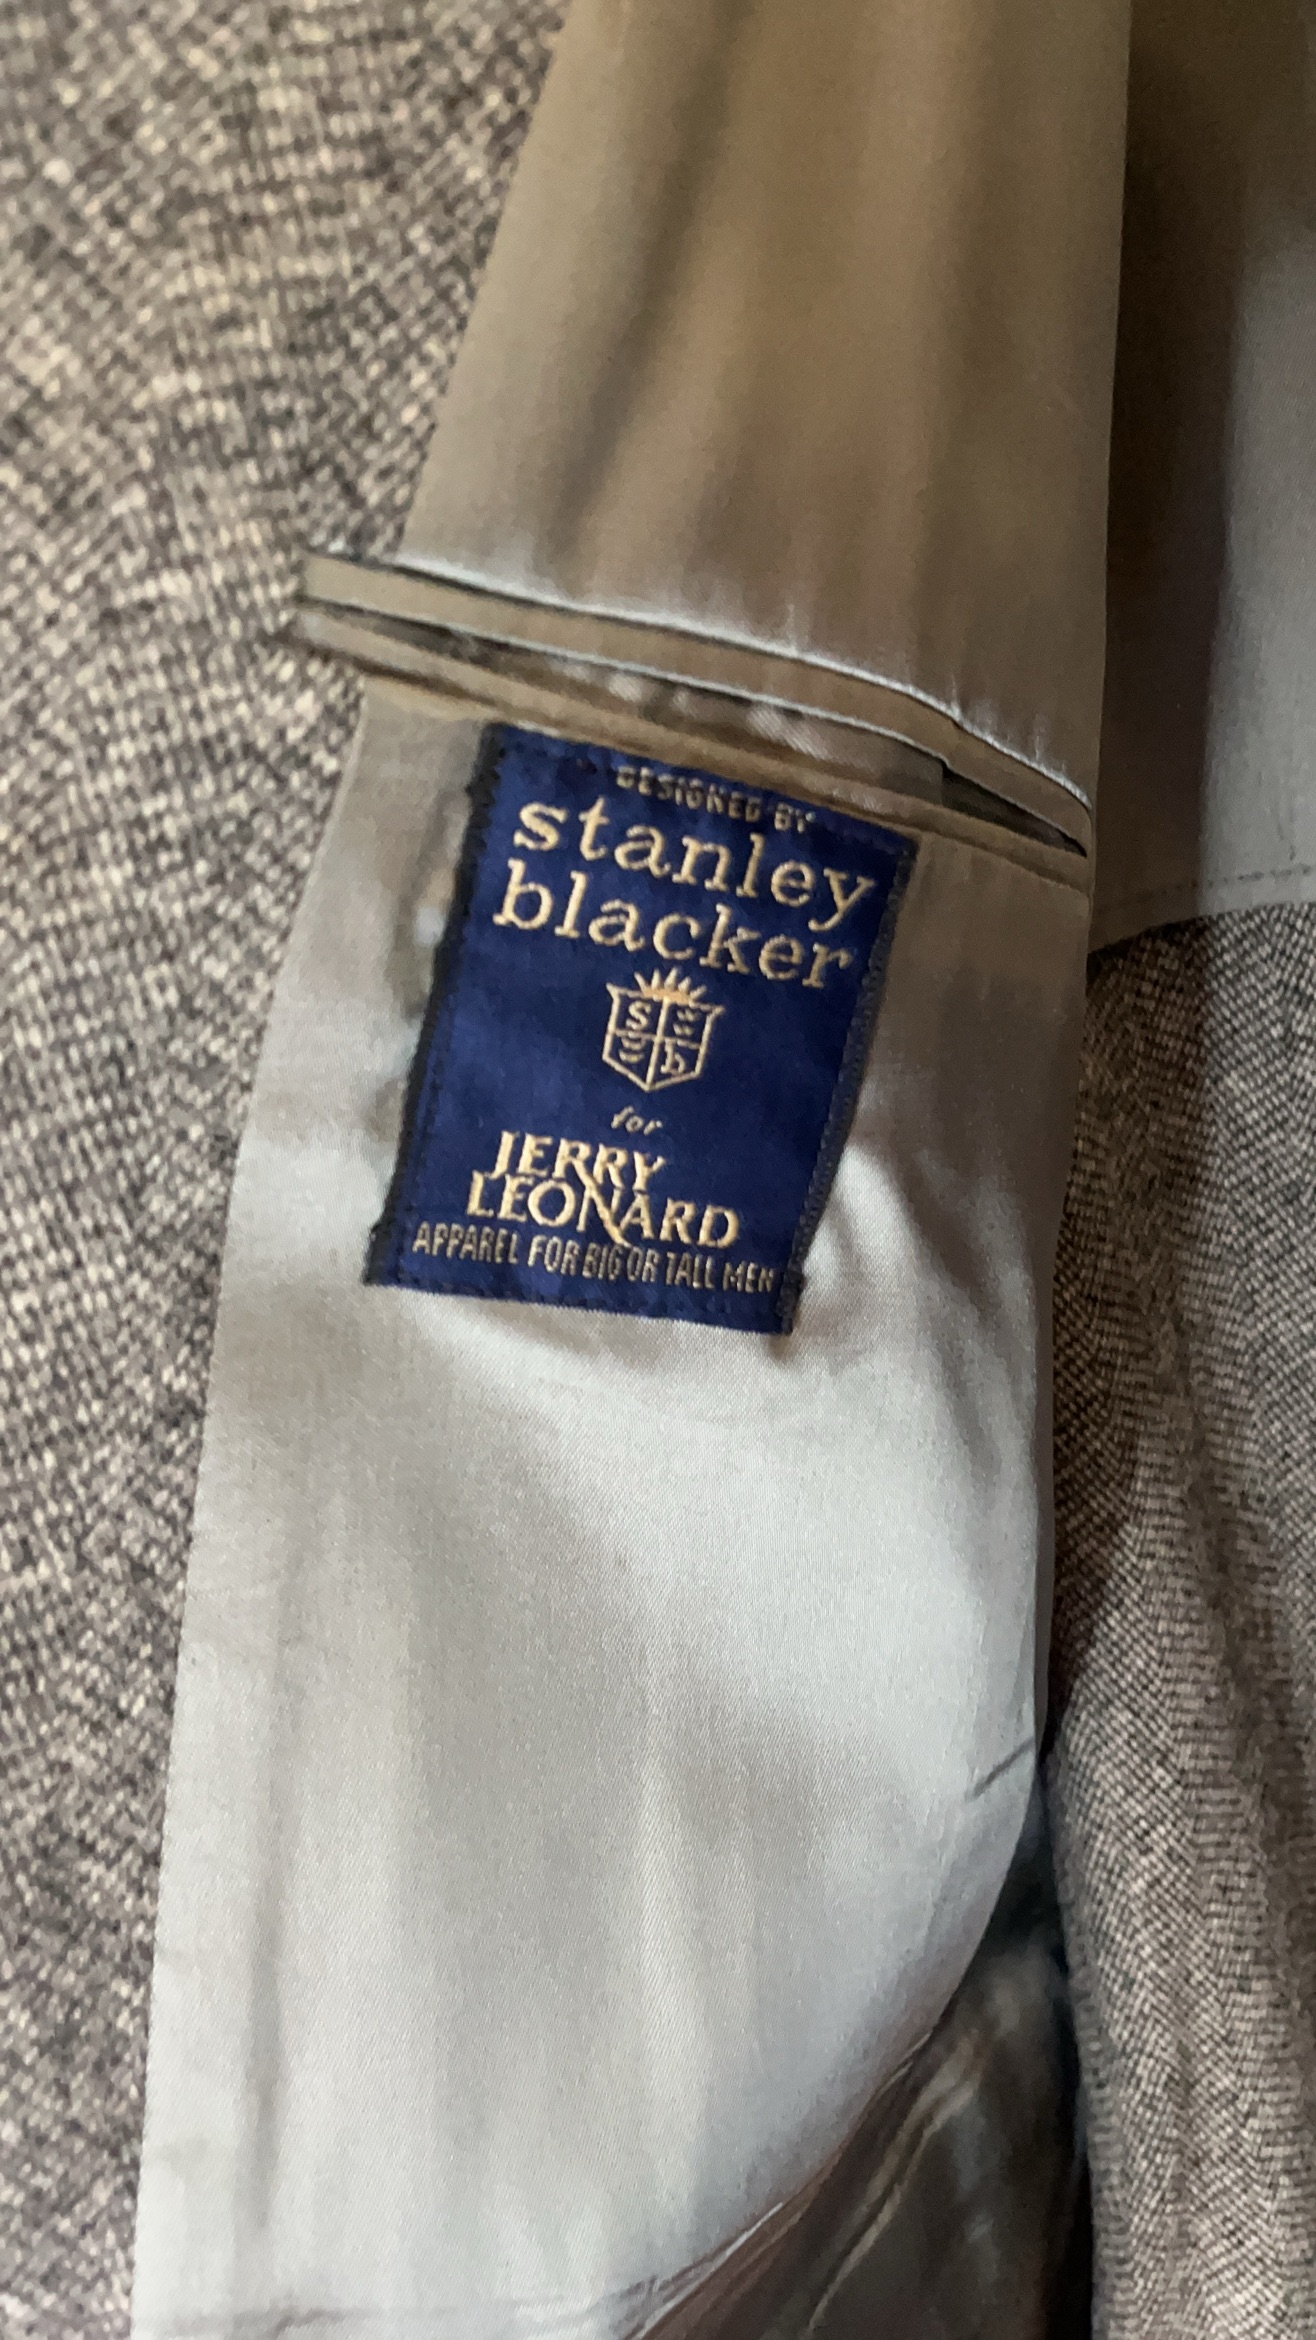 DESIGNED BY
stanley
blacker
s
b
for
JERRY
LEONARD
APPAREL FOR BIG OR TALL MEN